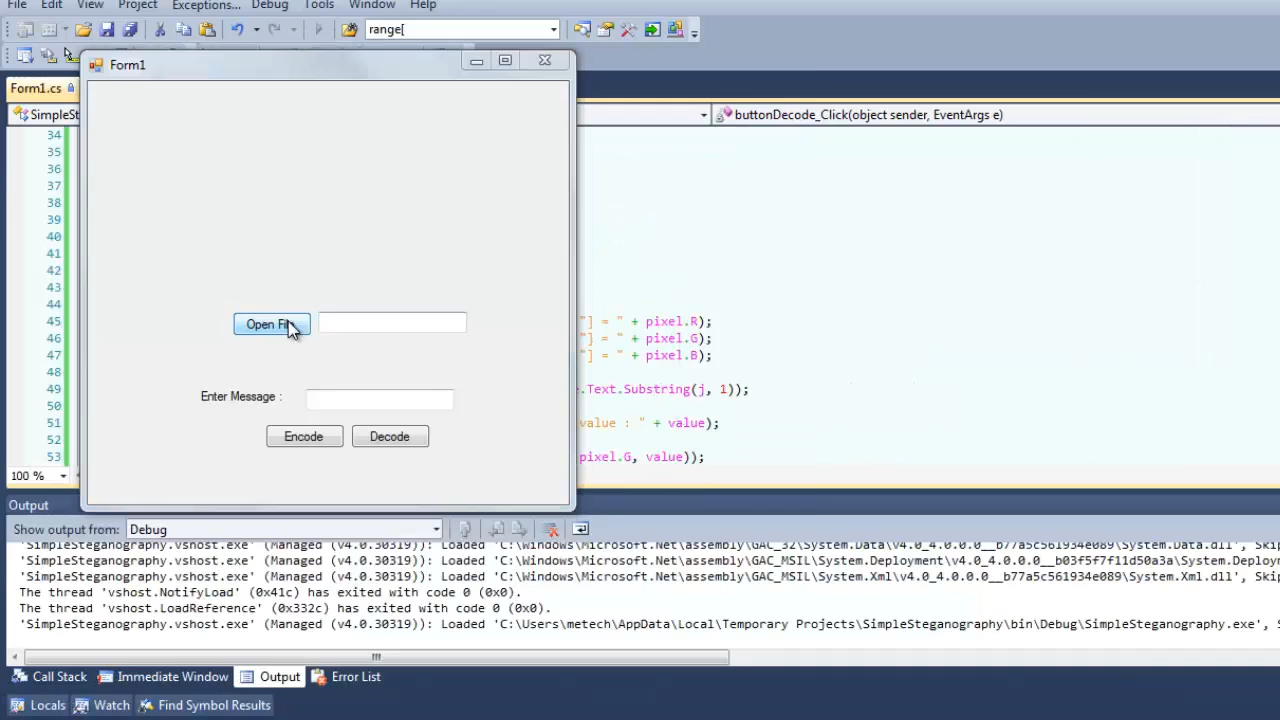 File Edit View Project Exceptions... Debug Tools Window Help
range[
Form1
Form1.cs
buttonDecode_Click(object sender, EventArgs e)
34
35
36
37
38
39
40
41
42
43
44
45 "] = " + pixel.R);
46 "] = " + pixel.G);
47 "] = " + pixel.B);
48
49 .Text.Substring(j, 1));
50
51 value : " + value);
52
53 pixel.G, value));
Open
Enter Message :
Encode Decode
100 %
Output
Show output from: Debug
'SimpleSteganography.vshost.exe' (Managed (v4.0.30319)): Loaded 'C:\Windows\Microsoft.Net\assembly\GAC_32\System.Data\v4.0_4.0.0.0__b77a5c561934e089\System.Data.dll', Ski
'SimpleSteganography.vshost.exe' (Managed (v4.0.30319)): Loaded 'C:\Windows\Microsoft.Net\assembly\GAC_MSIL\System.Deployment\v4.0_4.0.0.0__b03f5f7f11d50a3a\System.Deploy
'SimpleSteganography.vshost.exe' (Managed (v4.0.30319)): Loaded 'C:\Windows\Microsoft.Net\assembly\GAC_MSIL\System.Xml\v4.0_4.0.0.0__b77a5c561934e089\System.Xml.dll', Ski
The thread 'vshost.NotifyLoad' (0x41c) has exited with code 0 (0x0).
The thread 'vshost.LoadReference' (0x332c) has exited with code 0 (0x0).
'SimpleSteganography.vshost.exe' (Managed (v4.0.30319)): Loaded 'C:\Users\metech\AppData\Local\Temporary Projects\SimpleSteganography\bin\Debug\SimpleSteganography.exe', S
Call Stack Immediate Window Output Error List
Locals Watch Find Symbol Results